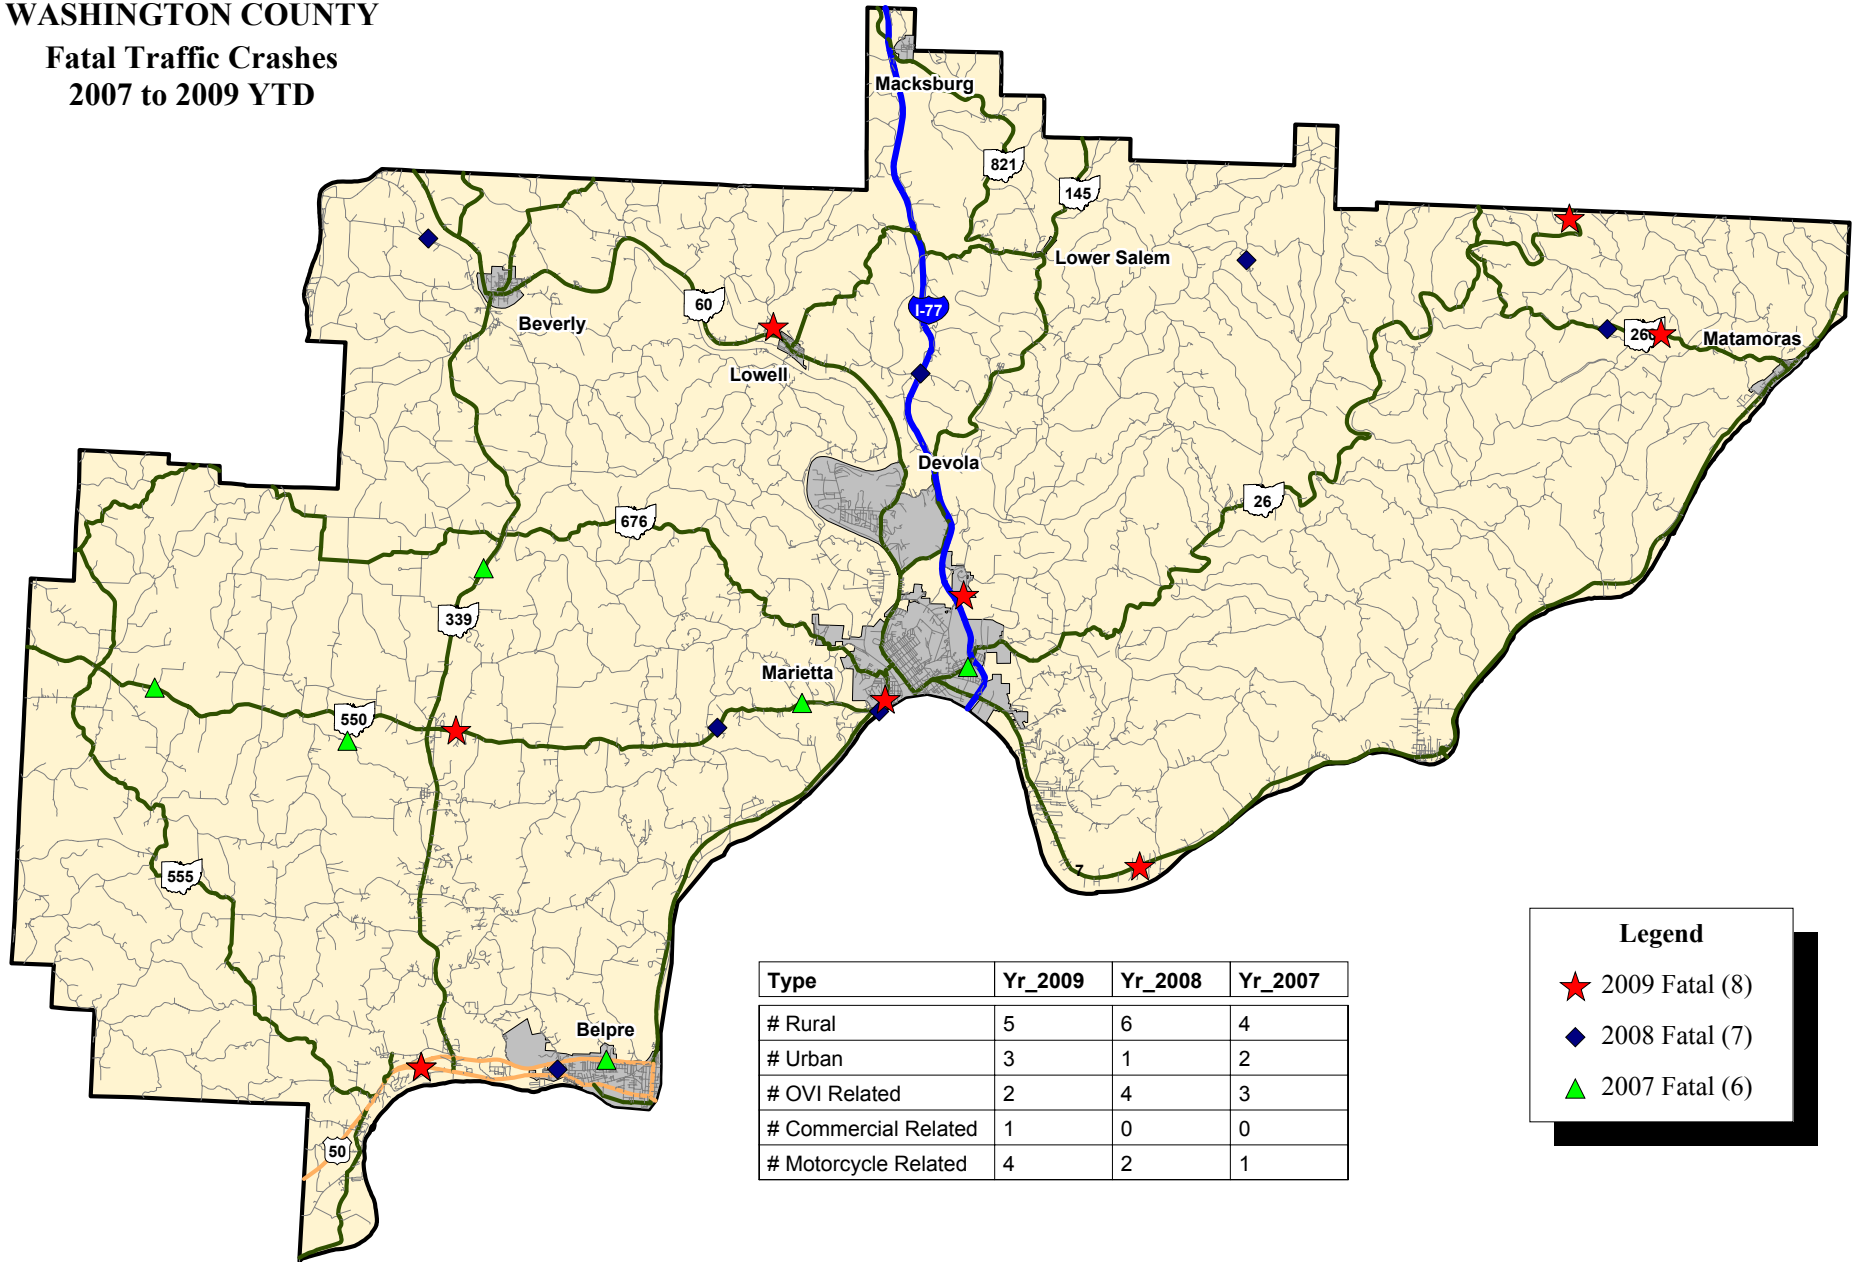 WASHINGTON COUNTY
Fatal Traffic Crashes
2007 to 2009 YTD
Macksburg
821
145
Lower Salem
60
I-77
Beverly
Lowell
Matamoras
Devola
26
676
339
Marietta
550
555
7
Belpre
50
Type Yr_2009 Yr_2008 Yr_2007
# Rural 5 6 4
# Urban 3 1 2
# OVI Related 2 4 3
# Commercial Related 1 0 0
# Motorcycle Related 4 2 1
Legend
2009 Fatal (8)
2008 Fatal (7)
2007 Fatal (6)